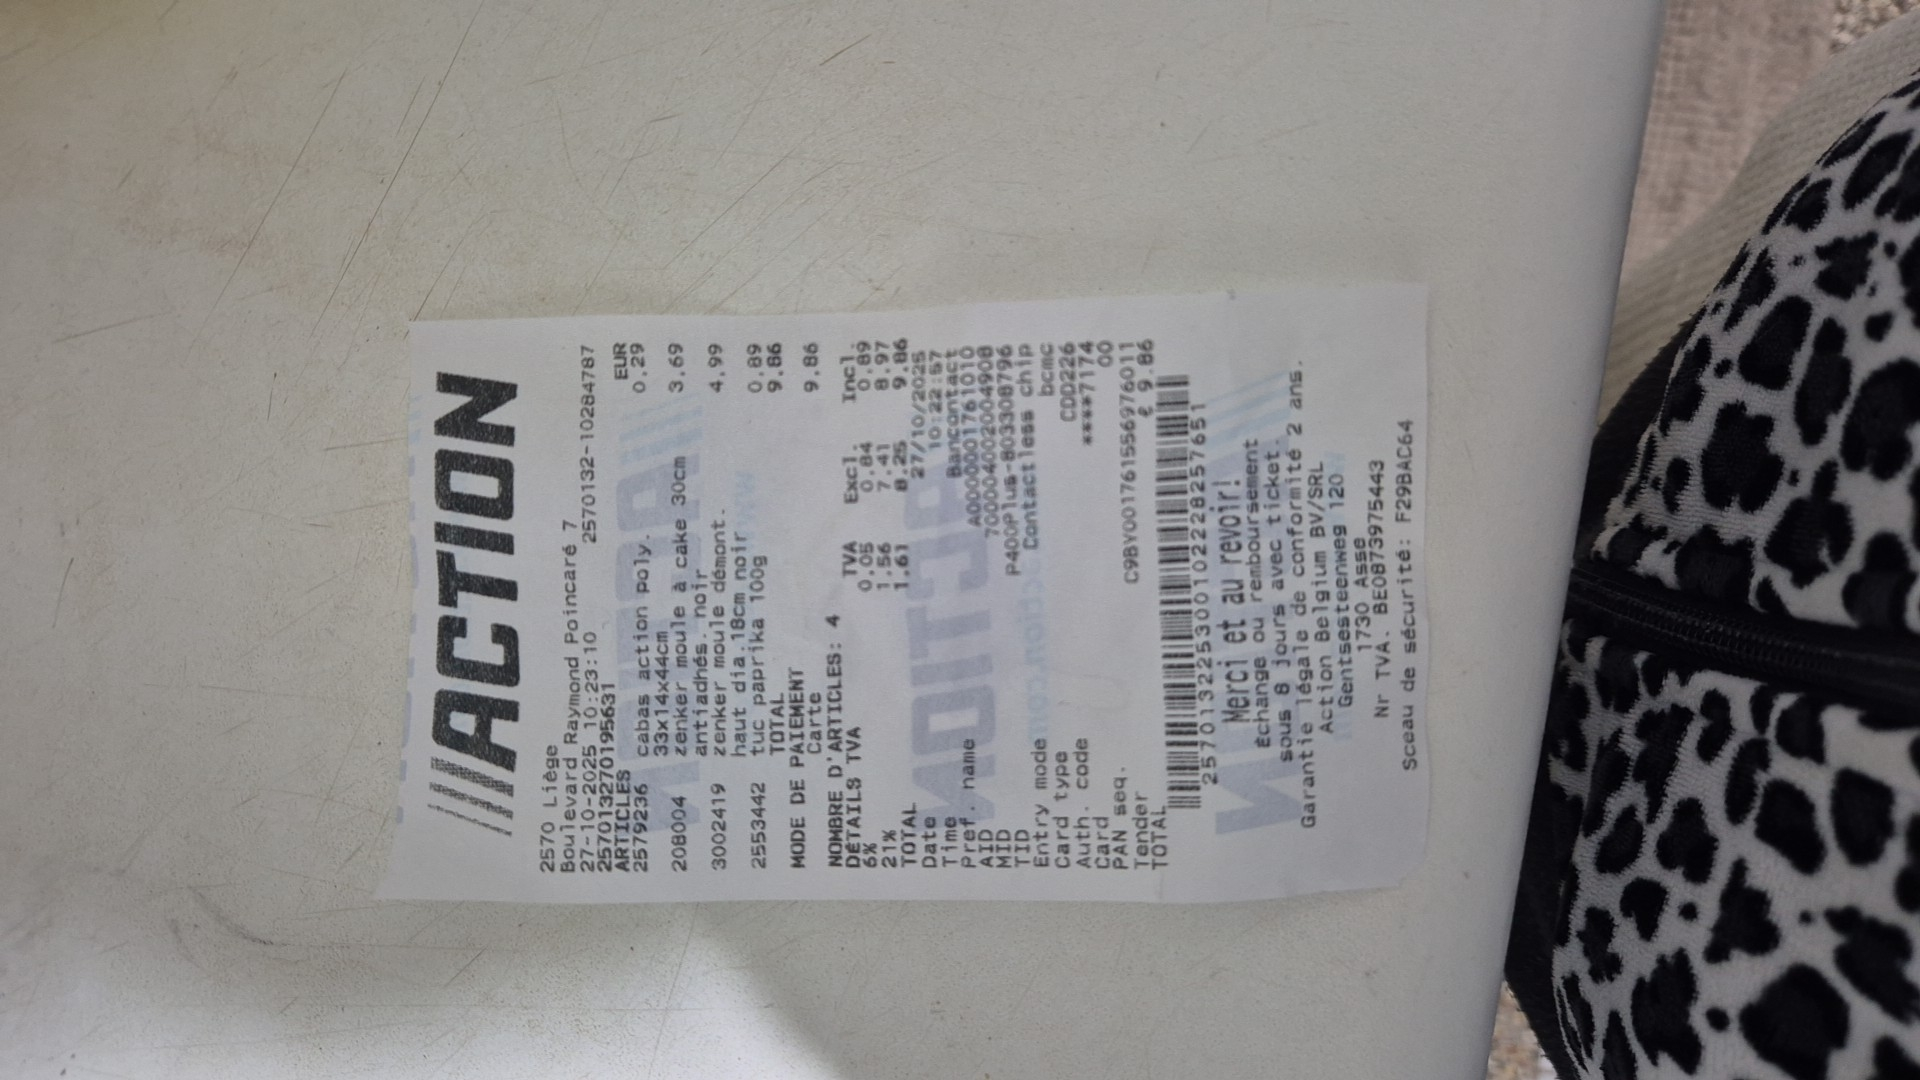 ACTION
2570 Liège
Boulevard Raymond Poincaré 7
27-10-2025 10:23:10 2570132-10284787
257013270195631
ARTICLES EUR
2579236 cabas action poly. 0.29
33x14x44cm
2080004 zenker moule à cake 30cm 3.69
antiadhés. noir
3002419 zenker moule démont. 4.99
haut dia.18cm noir
2553442 tuc paprika 100g 0.89
TOTAL 9.86
MODE DE PAIEMENT
Carte 9.86
NOMBRE D'ARTICLES: 4
DÉTAILS TVA TVA Excl. Incl.
6% 0.05 0.84 0.89
21% 1.56 7.41 8.97
TOTAL 1.61 8.25 9.86
Date 27/10/2025
Time 10:22:57
Pref. name Bancontact
AID A0000001761010
MID 700004002004908
TID P400Plus-803308796
Entry mode Contactless chip
Card type bcmc
Auth. code CDD226
Card ****7174
PAN seq. 00
Tender C9BY001761555976011
TOTAL € 9.86
257013225300102228257651
Merci et au revoir!
Échange ou remboursement
sous 8 jours avec ticket.
Garantie légale de conformité 2 ans.
Action Belgium BV/SRL
Gentsesteenweg 120
1730 Asse
Nr TVA. BE0873975443
Sceau de sécurité: F29BAC64